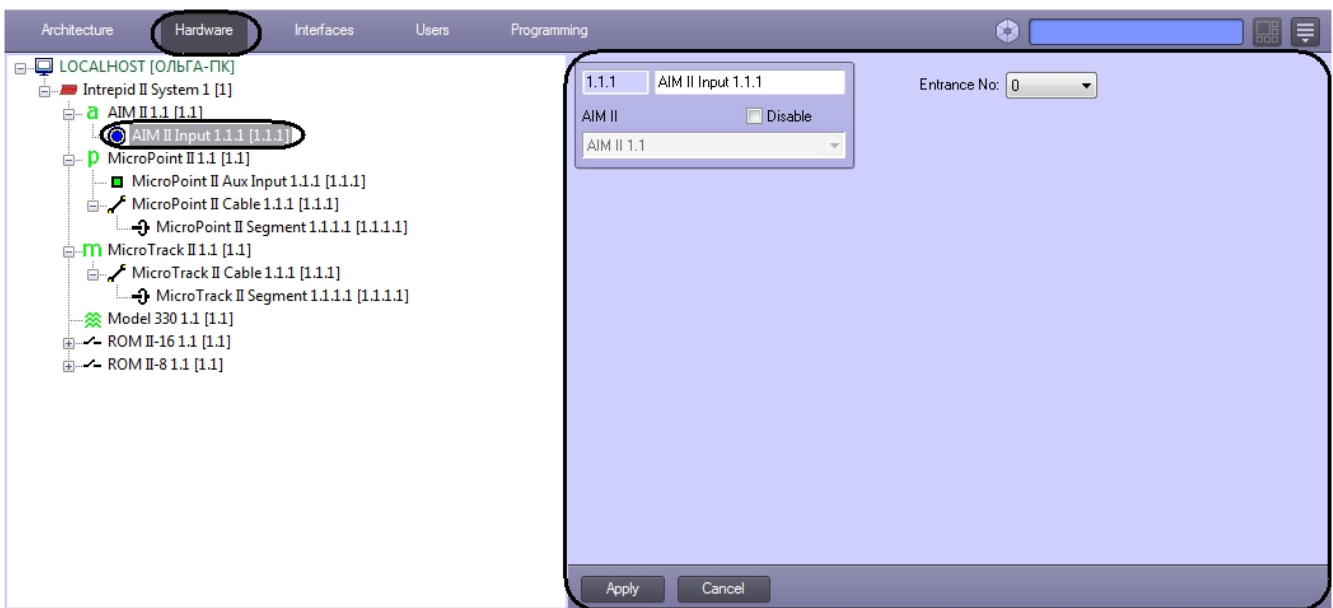 Architecture Hardware Interfaces Users Programming
LOCALHOST [ОЛЬГА-ПК]
Intrepid II System 1 [1]
a AIM II 1.1 [1.1]
AIM II Input 1.1.1 [1.1.1]
p MicroPoint II 1.1 [1.1]
MicroPoint II Aux Input 1.1.1 [1.1.1]
MicroPoint II Cable 1.1.1 [1.1.1]
MicroPoint II Segment 1.1.1.1 [1.1.1.1]
m MicroTrack II 1.1 [1.1]
MicroTrack II Cable 1.1.1 [1.1.1]
MicroTrack II Segment 1.1.1.1 [1.1.1.1]
Model 330 1.1 [1.1]
ROM II-16 1.1 [1.1]
ROM II-8 1.1 [1.1]
1.1.1 AIM II Input 1.1.1 Entrance No: 0
AIM II Disable
AIM II 1.1
Apply Cancel